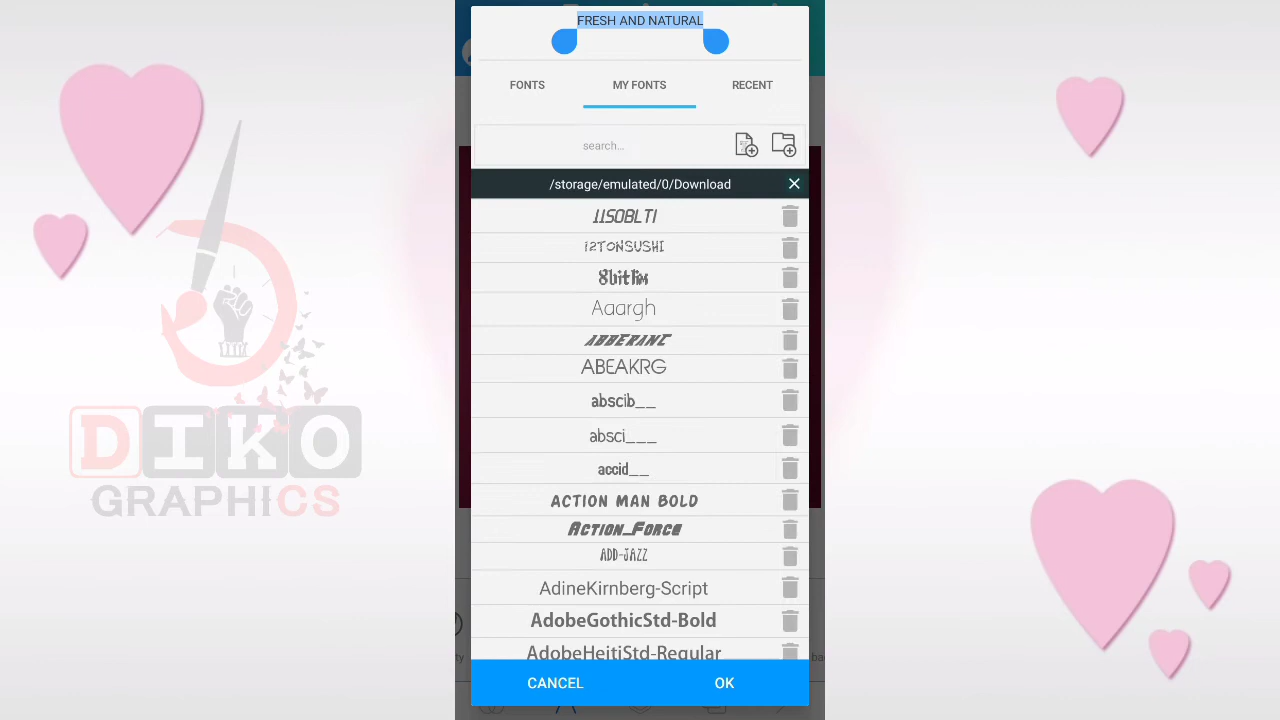 FRESH AND NATURAL
FONTS
MY FONTS
RECENT
search...
/storage/emulated/0/Download
11SOBLTI
12TONSUSHI
8bitlim
Aaargh
ABBERANC
ABEAKRG
abscib__
absci___
accid__
ACTION MAN BOLD
Action_Force
ADD-JAZZ
AdineKirnberg-Script
AdobeGothicStd-Bold
AdobeHeitiStd-Regular
CANCEL
OK
DIKO
GRAPHICS